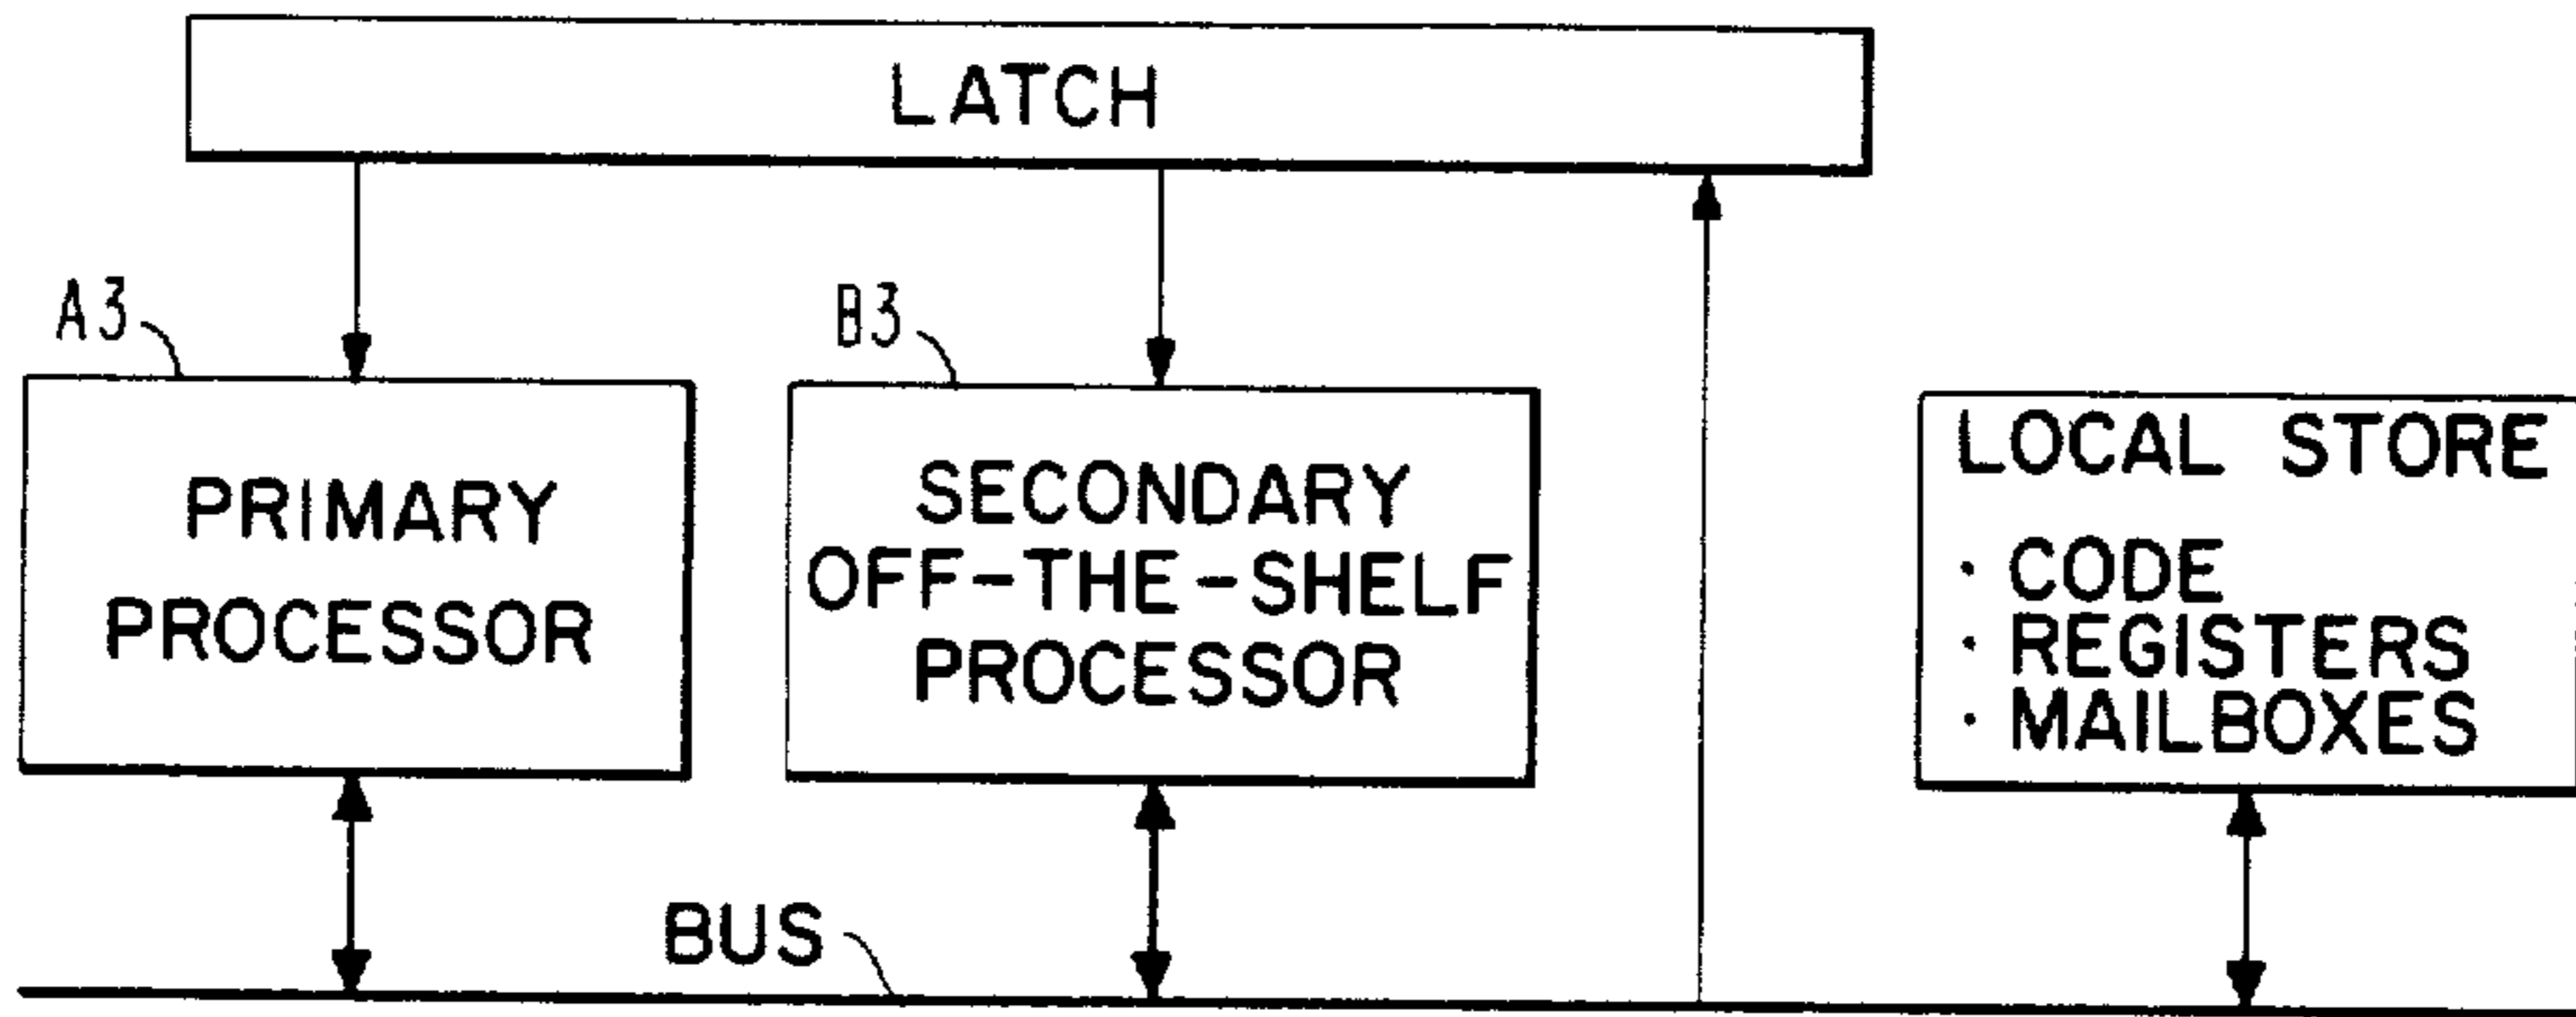 LATCH
A3
B3
PRIMARY
PROCESSOR
SECONDARY
OFF-THE-SHELF
PROCESSOR
LOCAL STORE
· CODE
· REGISTERS
· MAILBOXES
BUS